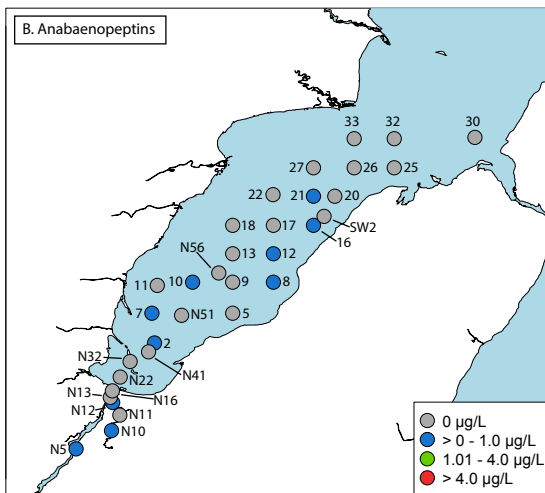 B. Anabaenopeptins
33 32 30
27 26 25
22 21 20
SW2
18 17 16
N56 13 12
11 10 9 8
7 N51 5
2
N32 N41
N22
N13 N16
N12 N11
N10
N5
0 µg/L
> 0 - 1.0 µg/L
1.01 - 4.0 µg/L
> 4.0 µg/L